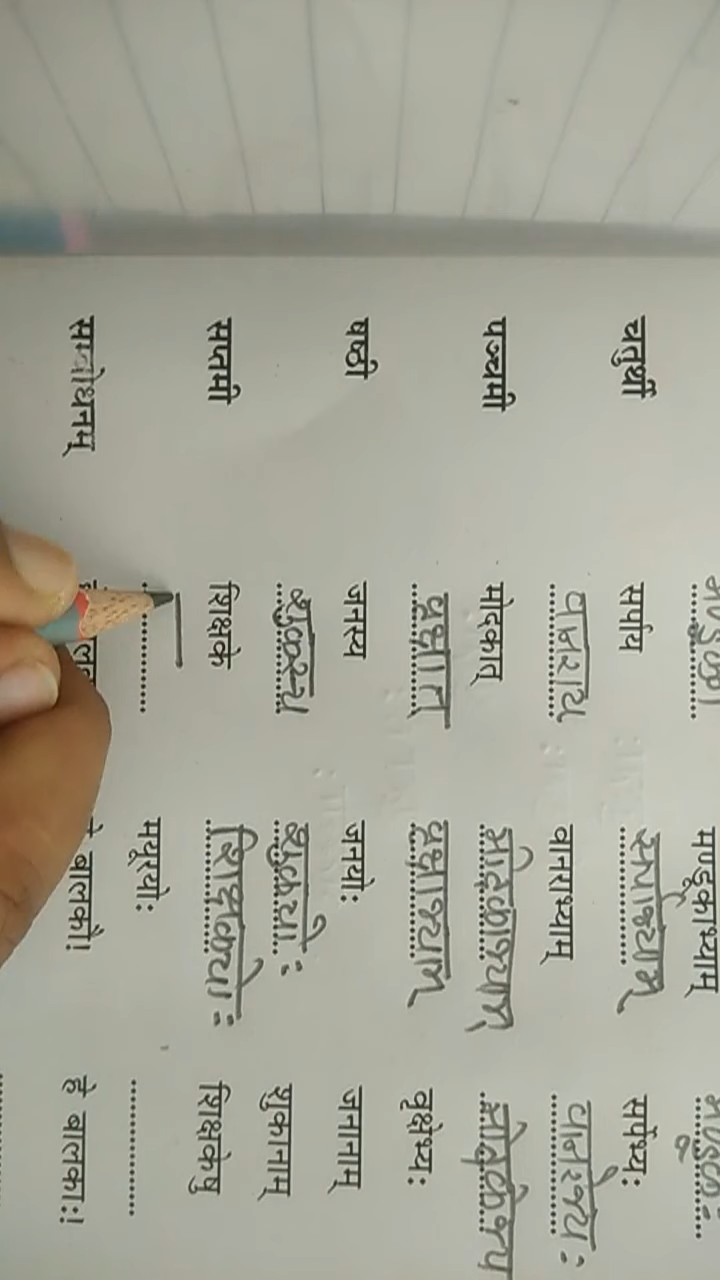 मण्डूकाभ्याम्
चतुर्थी सर्पाय सर्पाभ्याम् सर्पेभ्यः
वानराय वानराभ्याम् वानरेभ्यः
पञ्चमी मोदकात् मोदकाभ्याम्
वृक्षात् वृक्षाभ्याम् वृक्षेभ्यः
षष्ठी जनस्य जनयोः जनानाम्
शुकस्य शुकयोः शुकानाम्
सप्तमी शिक्षके शिक्षकयोः शिक्षकेषु
मयूरयोः
सम्बोधनम् बालकौ! हे बालकाः!